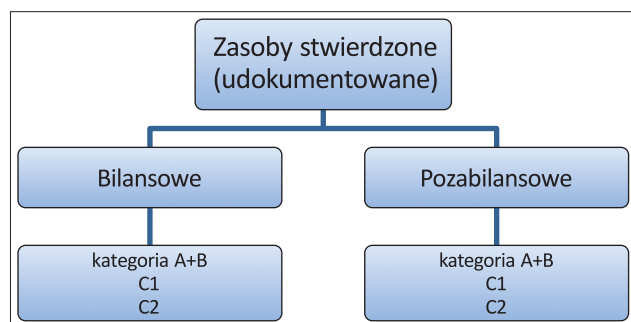 Zasoby stwierdzone
(udokumentowane)
Bilansowe
Pozabilansowe
kategoria A+B
C1
C2
kategoria A+B
C1
C2